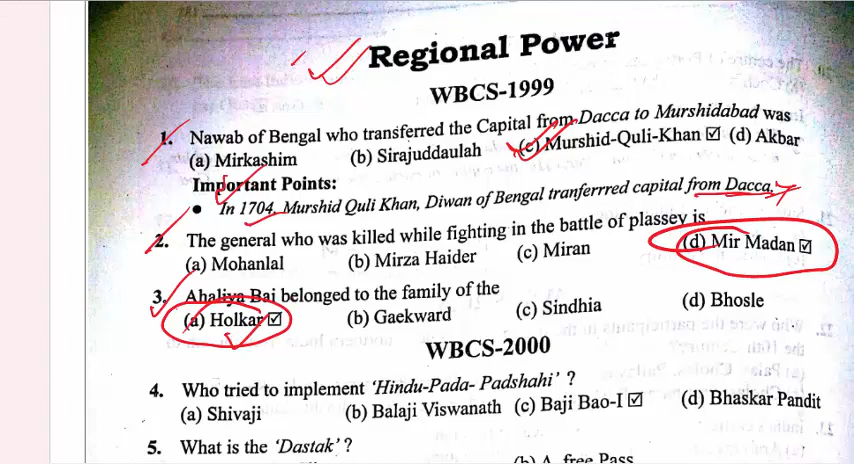 Regional Power
WBCS-1999
1. Nawab of Bengal who transferred the Capital from Dacca to Murshidabad was
(a) Mirkashim (b) Sirajuddaulah (c) Murshid-Quli-Khan ☑ (d) Akbar
Important Points:
• In 1704, Murshid Quli Khan, Diwan of Bengal tranferrred capital from Dacca.
2. The general who was killed while fighting in the battle of plassey is
(a) Mohanlal (b) Mirza Haider (c) Miran (d) Mir Madan ☑
3. Ahaliya Bai belonged to the family of the
(a) Holkar ☑ (b) Gaekward (c) Sindhia (d) Bhosle
WBCS-2000
4. Who tried to implement ‘Hindu-Pada- Padshahi’ ?
(a) Shivaji (b) Balaji Viswanath (c) Baji Bao-I ☑ (d) Bhaskar Pandit
5. What is the ‘Dastak’ ?
(b) A free Pass